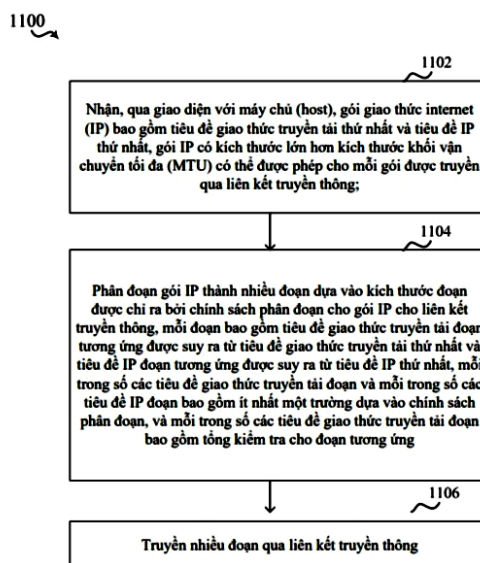 1100
1102
Nhận, qua giao diện với máy chủ (host), gói giao thức internet
(IP) bao gồm tiêu đề giao thức truyền tải thứ nhất và tiêu đề IP
thứ nhất, gói IP có kích thước lớn hơn kích thước khối vận
chuyển tối đa (MTU) có thể được phép cho mỗi gói được truyền
qua liên kết truyền thông;
1104
Phân đoạn gói IP thành nhiều đoạn dựa vào kích thước đoạn
được chỉ ra bởi chính sách phân đoạn cho gói IP cho liên kết
truyền thông, mỗi đoạn bao gồm tiêu đề giao thức truyền tải đoạn
tương ứng được suy ra từ tiêu đề giao thức truyền tải thứ nhất và
tiêu đề IP đoạn tương ứng được suy ra từ tiêu đề IP thứ nhất, mỗi
trong số các tiêu đề giao thức truyền tải đoạn và mỗi trong số các
tiêu đề IP đoạn bao gồm ít nhất một trường dựa vào chính sách
phân đoạn, và mỗi trong số các tiêu đề giao thức truyền tải đoạn
bao gồm tổng kiểm tra cho đoạn tương ứng
1106
Truyền nhiều đoạn qua liên kết truyền thông